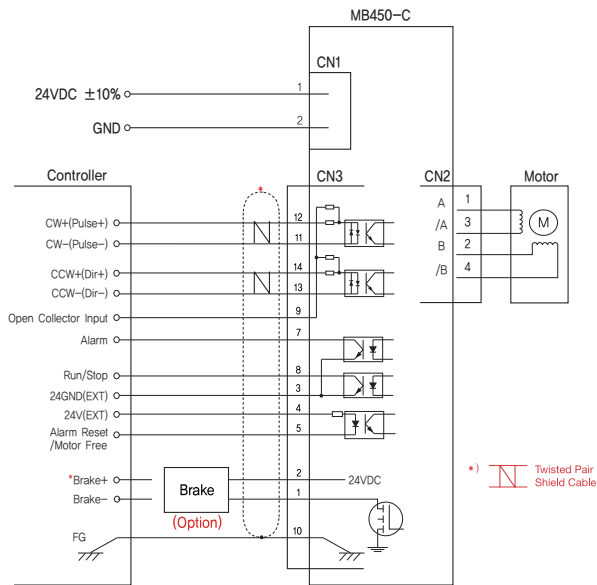 MB450-C
CN1
24VDC ±10%
1
GND
2
Controller
*
CN3
CN2
Motor
CW+(Pulse+)
12
CW-(Pulse-)
11
CCW+(Dir+)
14
CCW-(Dir-)
13
Open Collector Input
9
Alarm
7
Run/Stop
8
24GND(EXT)
3
24V(EXT)
4
Alarm Reset
/Motor Free
5
A
1
/A
3
B
2
/B
4
M
*Brake+
2
24VDC
Brake-
1
Brake
(Option)
FG
10
*) Twisted Pair
Shield Cable